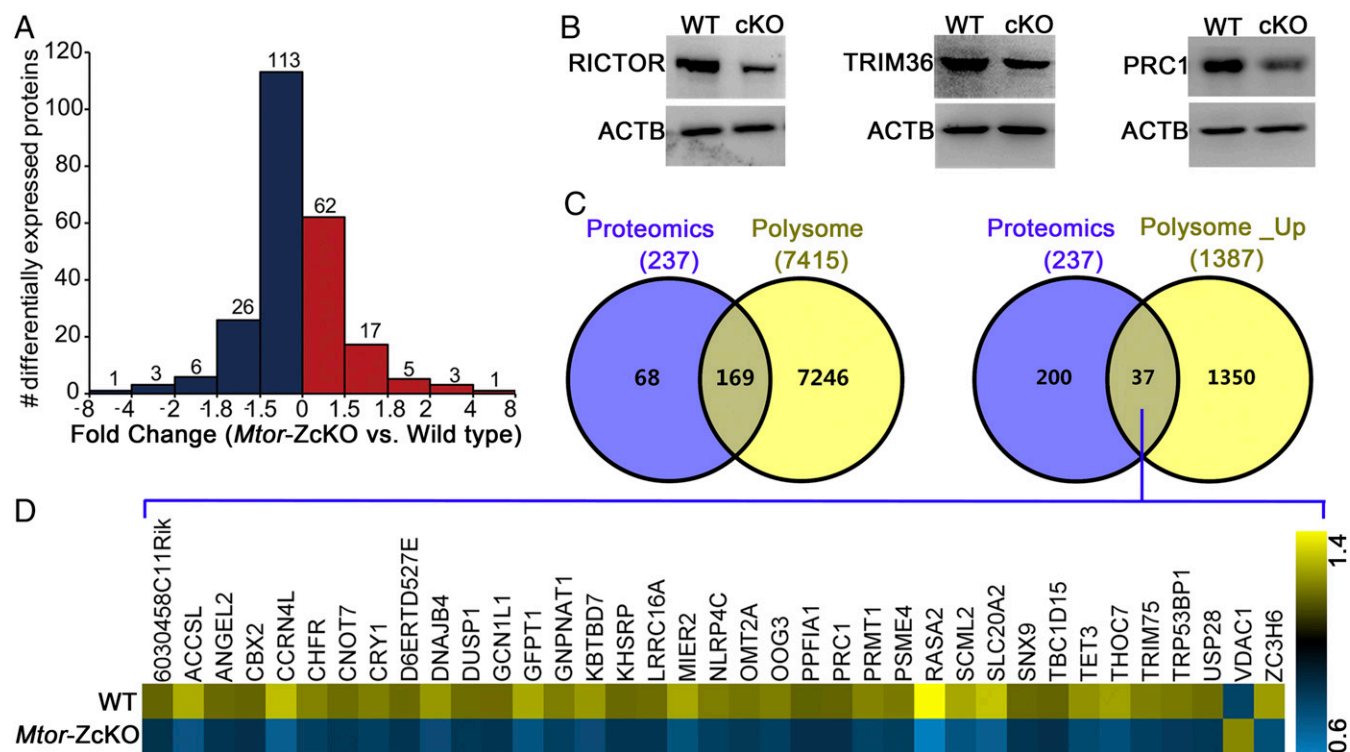 A
# differentially expressed proteins
120
100
80
60
40
20
0
1
3
6
26
113
62
17
5
3
1
-8 -4 -2 -1.8 -1.5 0 1.5 1.8 2 4 8
Fold Change (Mtor-ZcKO vs. Wild type)
B
WT cKO
RICTOR
ACTB
WT cKO
TRIM36
ACTB
WT cKO
PRC1
ACTB
C
Proteomics
(237)
Polysome
(7415)
68 169 7246
Proteomics
(237)
Polysome _Up
(1387)
200 37 1350
D
6030458C11Rik
ACCSL
ANGEL2
CBX2
CCRN4L
CHFR
CNOT7
CRY1
D6ERTD527E
DNAJB4
DUSP1
GCN1L1
GFPT1
GNPNAT1
KBTBD7
KHSRP
LRRC16A
MIER2
NLRP4C
OMT2A
OOG3
PPFIA1
PRC1
PRMT1
PSME4
RASA2
SCML2
SLC20A2
SNX9
TBC1D15
TET3
THOC7
TRIM75
TRP53BP1
USP28
VDAC1
ZC3H6
WT
Mtor-ZcKO
1.4
0.6